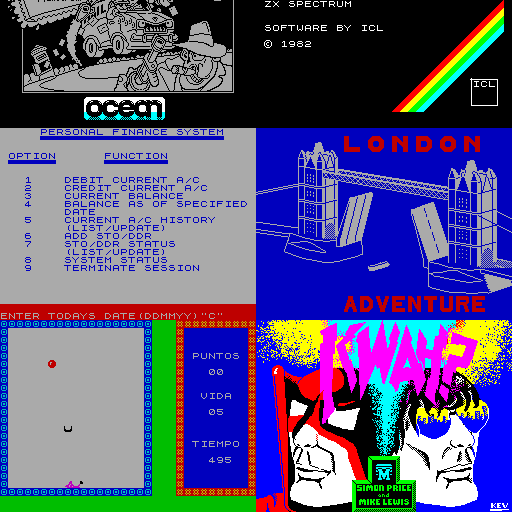 ocean
ZX SPECTRUM
SOFTWARE BY ICL
© 1982
ICL
PERSONAL FINANCE SYSTEM
OPTION FUNCTION
1 DEBIT CURRENT A/C
2 CREDIT CURRENT A/C
3 CURRENT BALANCE
4 BALANCE AS OF SPECIFIED
DATE
5 CURRENT A/C HISTORY
(LIST/UPDATE)
6 ADD STO/DDR
7 STO/DDR STATUS
(LIST/UPDATE)
8 SYSTEM STATUS
9 TERMINATE SESSION
ENTER TODAYS DATE(DDMMYY)"C"
LONDON
ADVENTURE
PUNTOS
00
VIDA
05
TIEMPO
495
KWAH?
M
SIMON PRICE
and
MIKE LEWIS
KEV